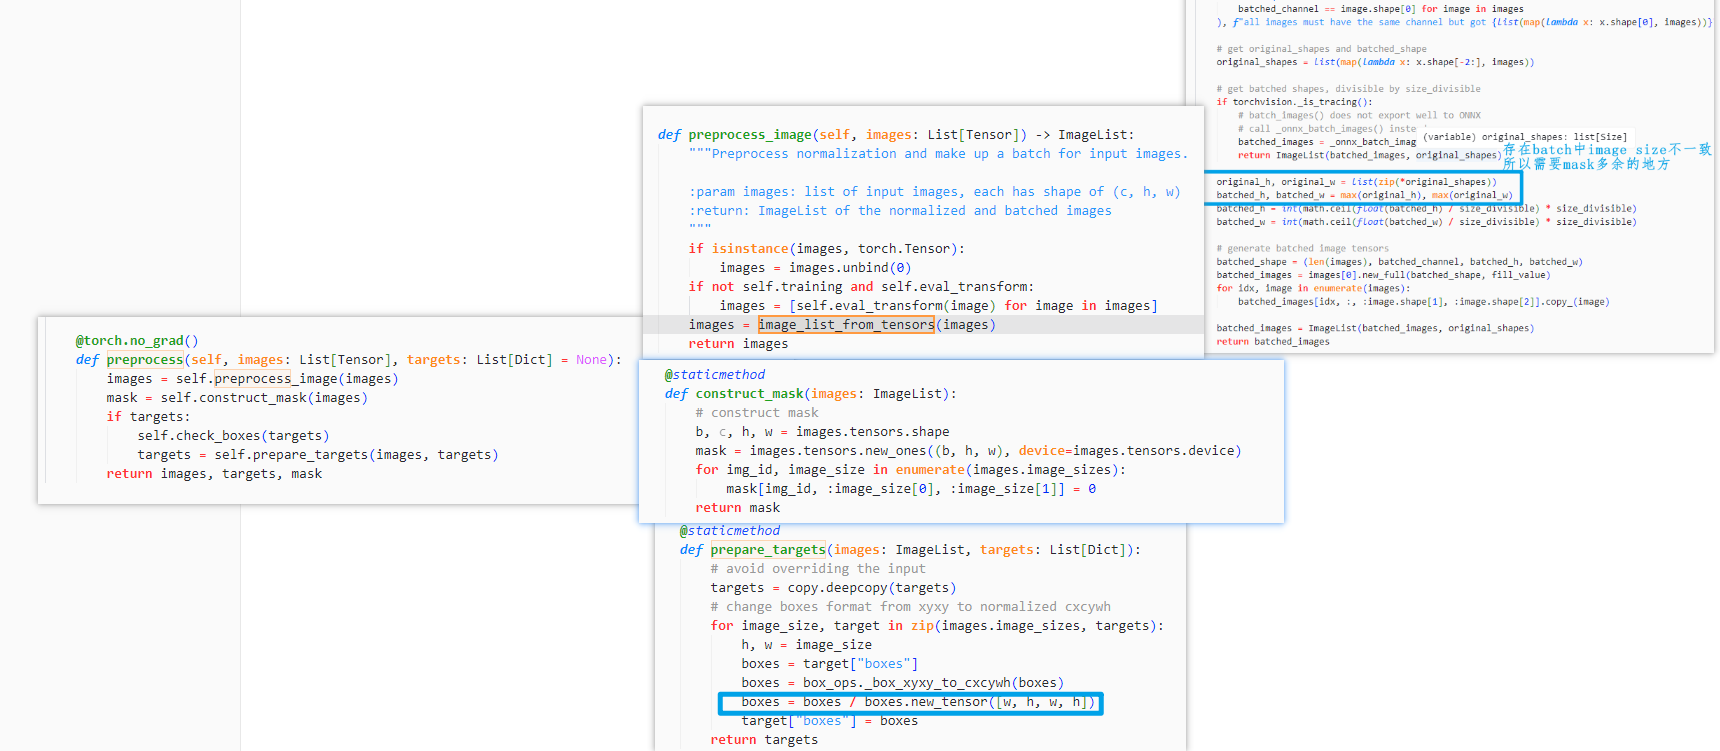 @torch.no_grad()
def preprocess(self, images: List[Tensor], targets: List[Dict] = None):
    images = self.preprocess_image(images)
    mask = self.construct_mask(images)
    if targets:
        self.check_boxes(targets)
        targets = self.prepare_targets(images, targets)
    return images, targets, mask
def preprocess_image(self, images: List[Tensor]) -> ImageList:
    """Preprocess normalization and make up a batch for input images.
    :param images: list of input images, each has shape of (c, h, w)
    :return: ImageList of the normalized and batched images
    """
    if isinstance(images, torch.Tensor):
        images = images.unbind(0)
    if not self.training and self.eval_transform:
        images = [self.eval_transform(image) for image in images]
    images = image_list_from_tensors(images)
    return images
@staticmethod
def construct_mask(images: ImageList):
    # construct mask
    b, c, h, w = images.tensors.shape
    mask = images.tensors.new_ones((b, h, w), device=images.tensors.device)
    for img_id, image_size in enumerate(images.image_sizes):
        mask[img_id, :image_size[0], :image_size[1]] = 0
    return mask
@staticmethod
def prepare_targets(images: ImageList, targets: List[Dict]):
    # avoid overriding the input
    targets = copy.deepcopy(targets)
    # change boxes format from xyxy to normalized cxcywh
    for image_size, target in zip(images.image_sizes, targets):
        h, w = image_size
        boxes = target["boxes"]
        boxes = box_ops._box_xyxy_to_cxcywh(boxes)
        boxes = boxes / boxes.new_tensor([w, h, w, h])
        target["boxes"] = boxes
    return targets
    batched_channel == image.shape[0] for image in images
), f"all images must have the same channel but got {list(map(lambda x: x.shape[0], images))}
# get original_shapes and batched_shape
original_shapes = list(map(lambda x: x.shape[-2:], images))
# get batched shapes, divisible by size_divisible
if torchvision._is_tracing():
    # batch_images() does not export well to ONNX
    # call _onnx_batch_images() inste
(variable) original_shapes: list[Size]
    batched_images = _onnx_batch_imag
    return ImageList(batched_images, original_shapes)
存在batch中image size不一致
所以需要mask多余的地方
original_h, original_w = list(zip(*original_shapes))
batched_h, batched_w = max(original_h), max(original_w)
batched_h = int(math.ceil(float(batched_h) / size_divisible) * size_divisible)
batched_w = int(math.ceil(float(batched_w) / size_divisible) * size_divisible)
# generate batched image tensors
batched_shape = (len(images), batched_channel, batched_h, batched_w)
batched_images = images[0].new_full(batched_shape, fill_value)
for idx, image in enumerate(images):
    batched_images[idx, :, :image.shape[1], :image.shape[2]].copy_(image)
batched_images = ImageList(batched_images, original_shapes)
return batched_images